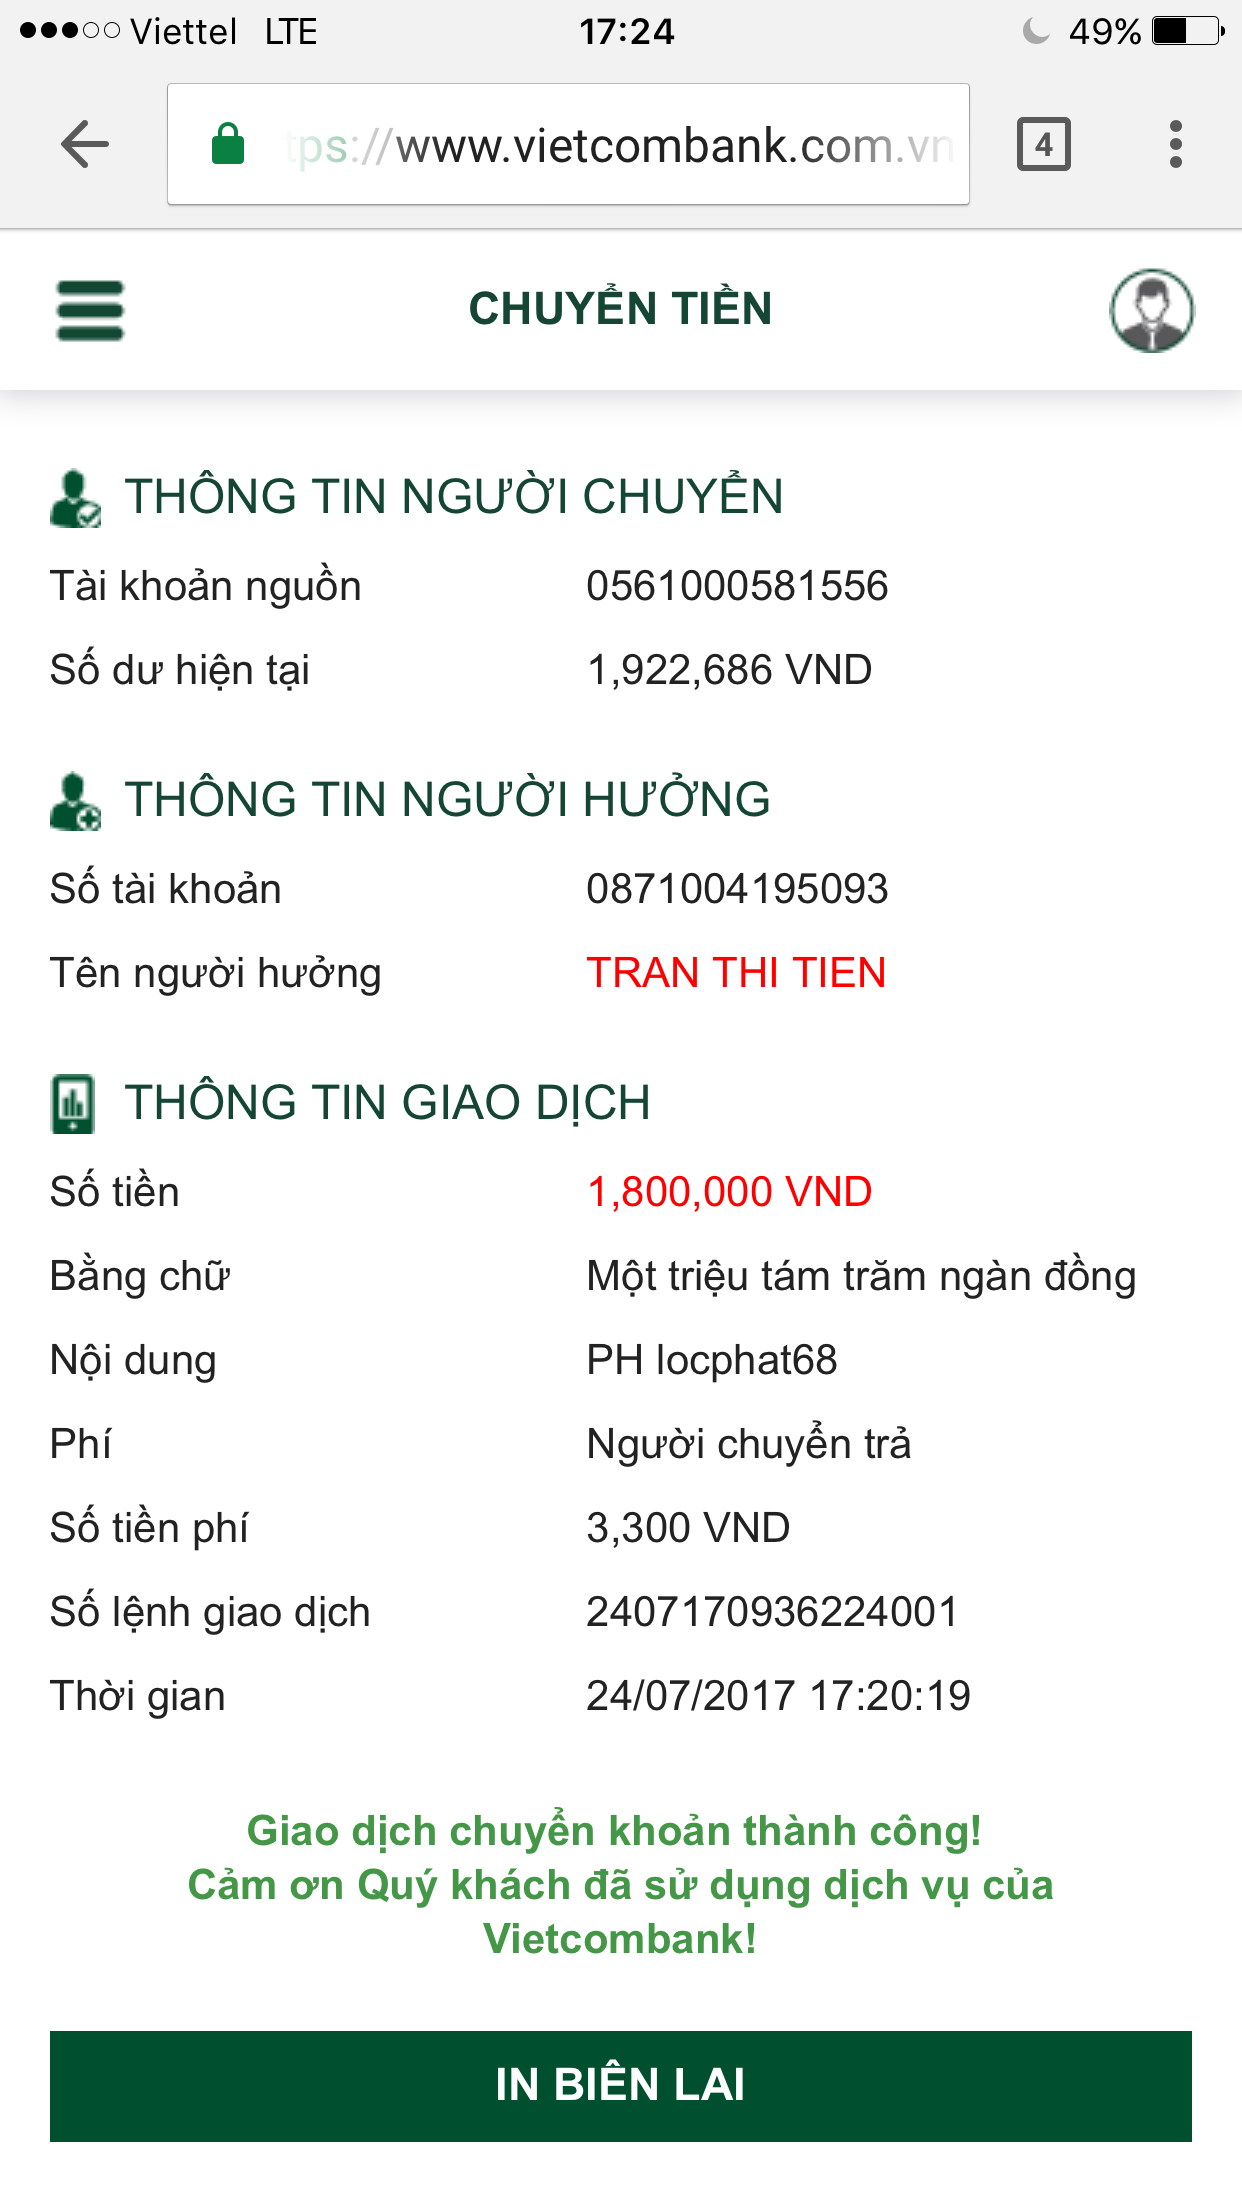 Viettel LTE 17:24 49%
tps://www.vietcombank.com.vn 4
CHUYỂN TIỀN
THÔNG TIN NGƯỜI CHUYỂN
Tài khoản nguồn 0561000581556
Số dư hiện tại 1,922,686 VND
THÔNG TIN NGƯỜI HƯỞNG
Số tài khoản 0871004195093
Tên người hưởng TRAN THI TIEN
THÔNG TIN GIAO DỊCH
Số tiền 1,800,000 VND
Bằng chữ Một triệu tám trăm ngàn đồng
Nội dung PH locphat68
Phí Người chuyển trả
Số tiền phí 3,300 VND
Số lệnh giao dịch 2407170936224001
Thời gian 24/07/2017 17:20:19
Giao dịch chuyển khoản thành công!
Cảm ơn Quý khách đã sử dụng dịch vụ của
Vietcombank!
IN BIÊN LAI